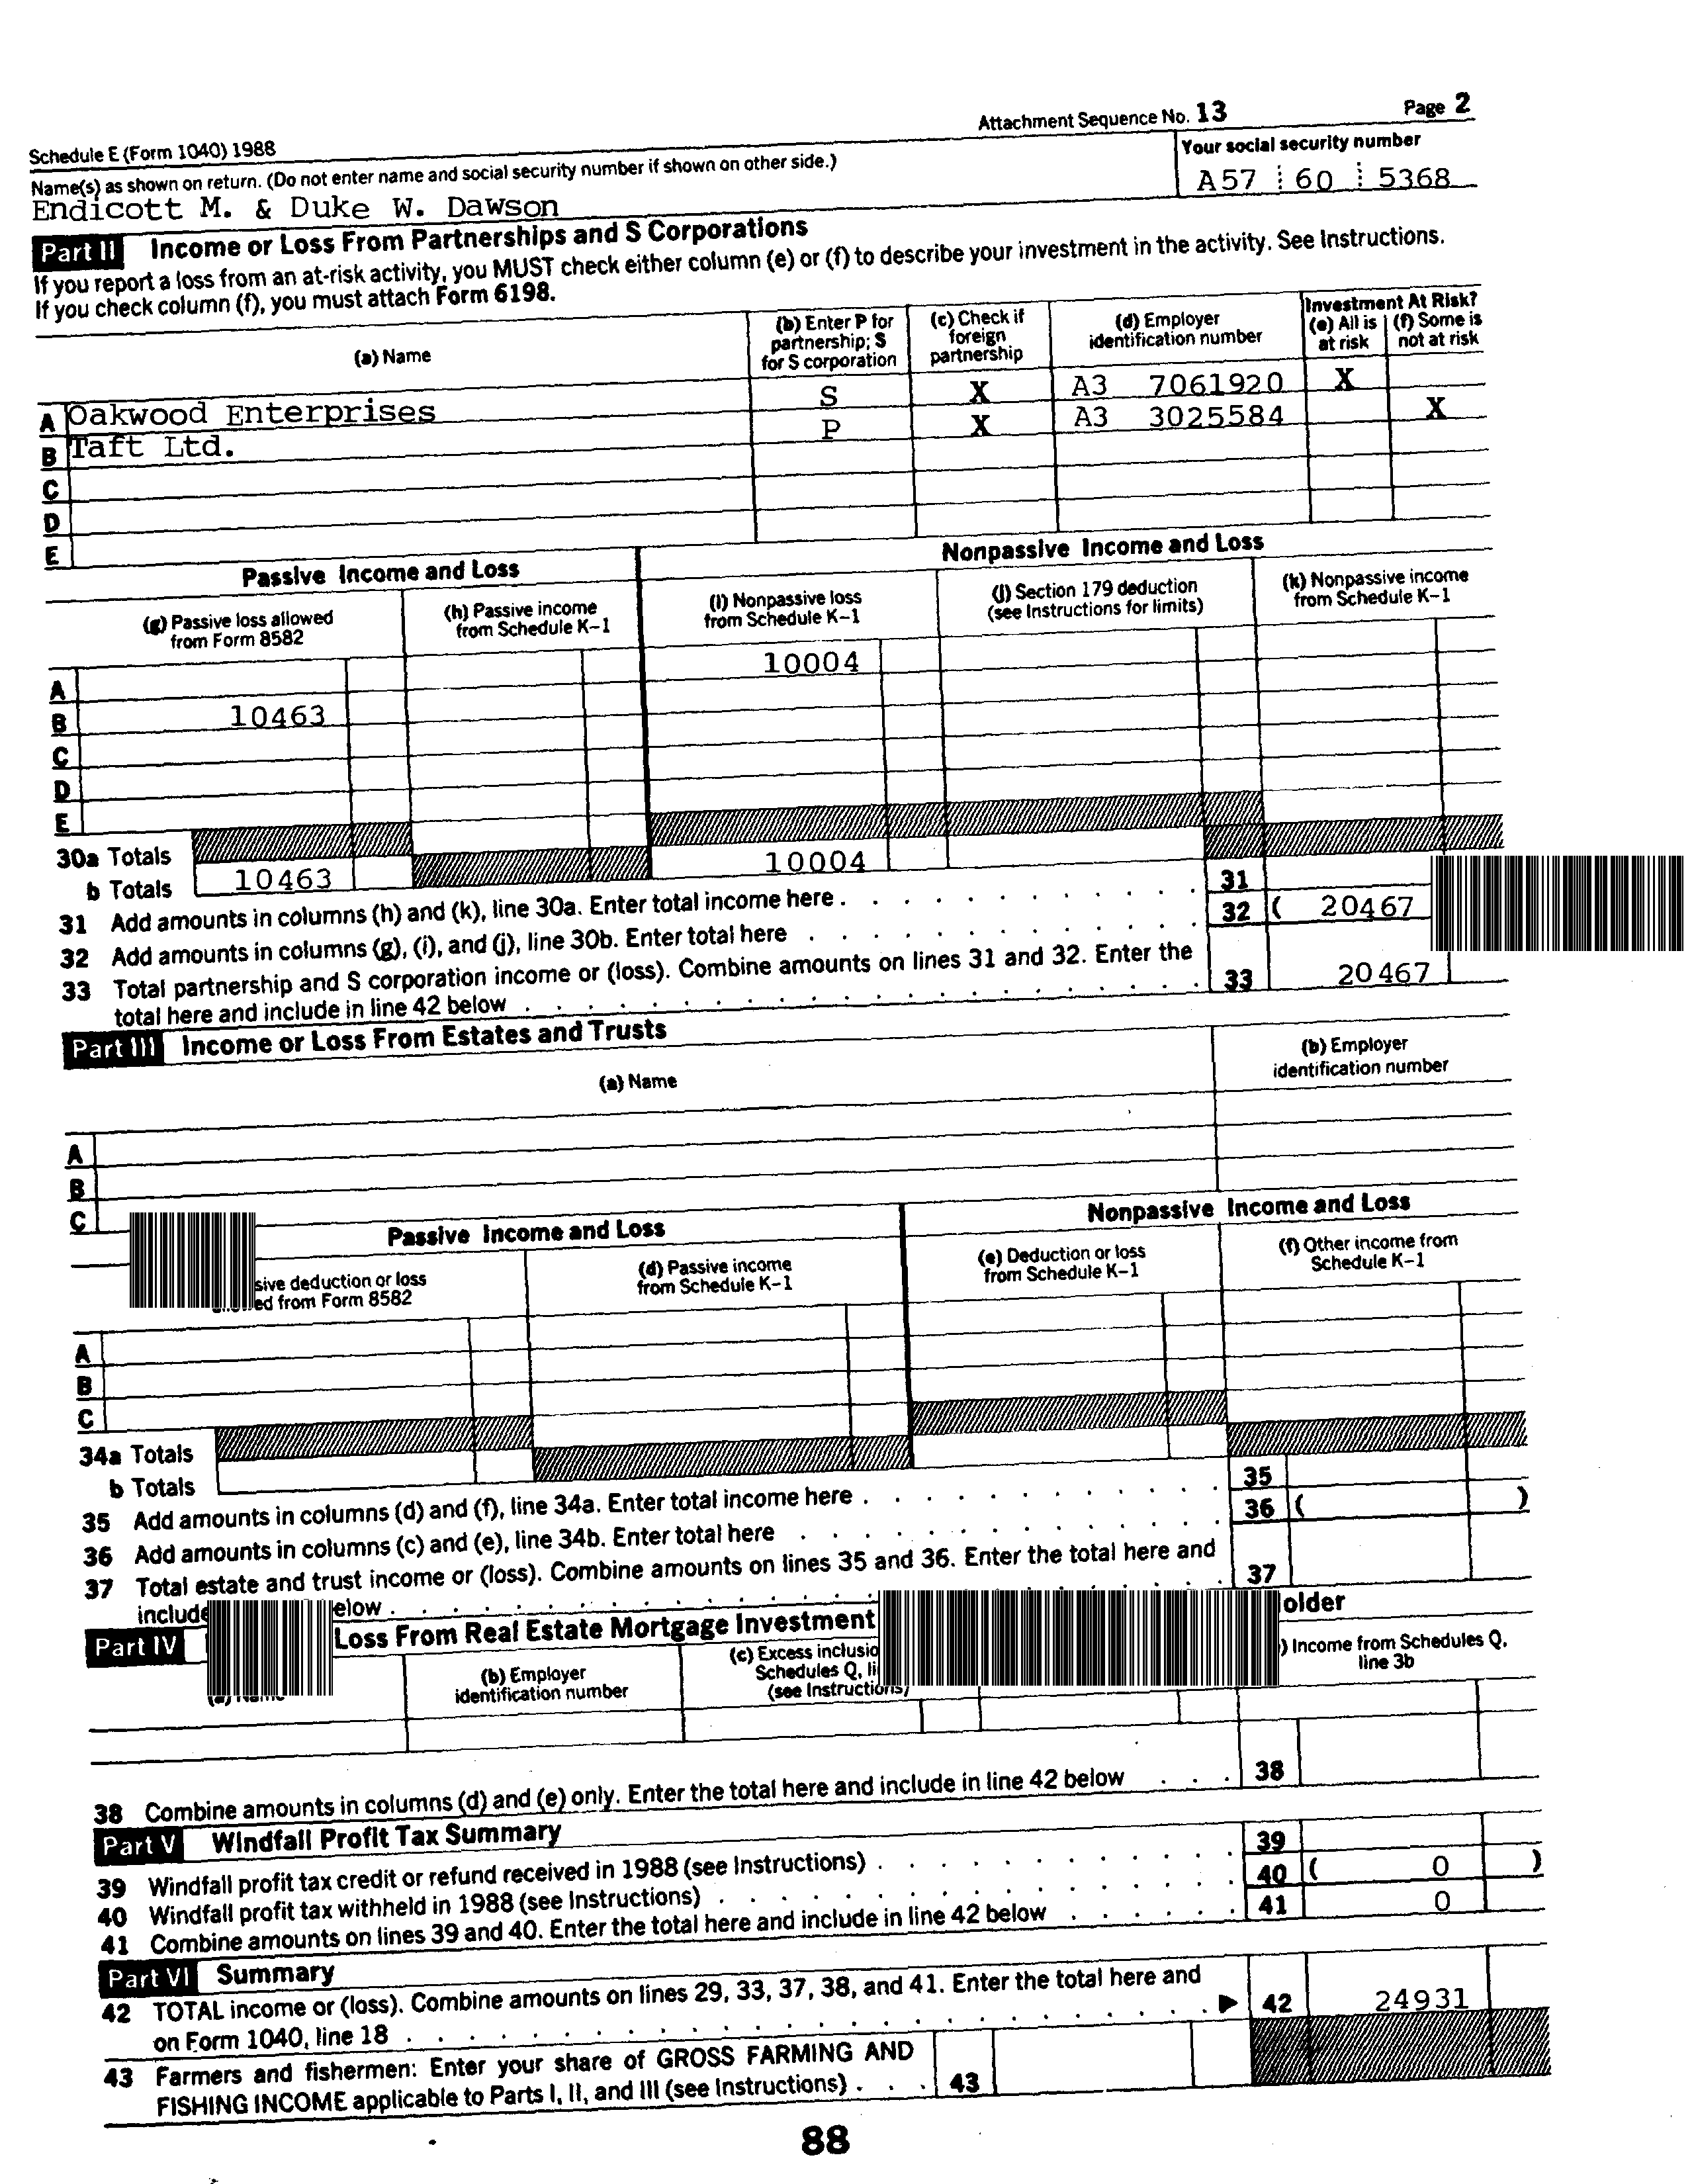 Attachment Sequence No. 13 Page 2
Schedule E (Form 1040) 1988
Name(s) as shown on return. (Do not enter name and social security number if shown on other side.)
Your social security number
Endicott M. & Duke W. Dawson
A57 60 5368
Part II Income or Loss From Partnerships and S Corporations
If you report a loss from an at-risk activity, you MUST check either column (e) or (f) to describe your investment in the activity. See Instructions.
If you check column (f), you must attach Form 6198.
(a) Name
(b) Enter P for partnership; S for S corporation
(c) Check if foreign partnership
(d) Employer identification number
Investment At Risk?
(e) All is at risk
(f) Some is not at risk
A Oakwood Enterprises S X A3 7061920 X
B Taft Ltd. P X A3 3025584 X
C
D
E
Passive Income and Loss
Nonpassive Income and Loss
(g) Passive loss allowed from Form 8582
(h) Passive income from Schedule K-1
(i) Nonpassive loss from Schedule K-1
(j) Section 179 deduction (see Instructions for limits)
(k) Nonpassive income from Schedule K-1
A 10004
B 10463
C
D
E
30a Totals
b Totals 10463 10004
31 Add amounts in columns (h) and (k), line 30a. Enter total income here . 31
32 Add amounts in columns (g), (i), and (j), line 30b. Enter total here 32 ( 20467
33 Total partnership and S corporation income or (loss). Combine amounts on lines 31 and 32. Enter the
total here and include in line 42 below 33 20467
Part III Income or Loss From Estates and Trusts
(a) Name
(b) Employer identification number
A
B
C
Passive Income and Loss
Nonpassive Income and Loss
sive deduction or loss
ed from Form 8582
(d) Passive income from Schedule K-1
(e) Deduction or loss from Schedule K-1
(f) Other income from Schedule K-1
A
B
C
34a Totals
b Totals
35 Add amounts in columns (d) and (f), line 34a. Enter total income here . 35
36 Add amounts in columns (c) and (e), line 34b. Enter total here 36 ( )
37 Total estate and trust income or (loss). Combine amounts on lines 35 and 36. Enter the total here and
include elow . 37
Part IV Loss From Real Estate Mortgage Investment older
(b) Employer identification number
(c) Excess inclusio
Schedules Q, li
(see Instructions)
) Income from Schedules Q, line 3b
38 Combine amounts in columns (d) and (e) only. Enter the total here and include in line 42 below 38
Part V Windfall Profit Tax Summary
39 Windfall profit tax credit or refund received in 1988 (see Instructions) . 39
40 Windfall profit tax withheld in 1988 (see Instructions) . 40 ( 0 )
41 Combine amounts on lines 39 and 40. Enter the total here and include in line 42 below 41 0
Part VI Summary
42 TOTAL income or (loss). Combine amounts on lines 29, 33, 37, 38, and 41. Enter the total here and
on Form 1040, line 18 ▶ 42 24931
43 Farmers and fishermen: Enter your share of GROSS FARMING AND
FISHING INCOME applicable to Parts I, II, and III (see Instructions) . 43
88